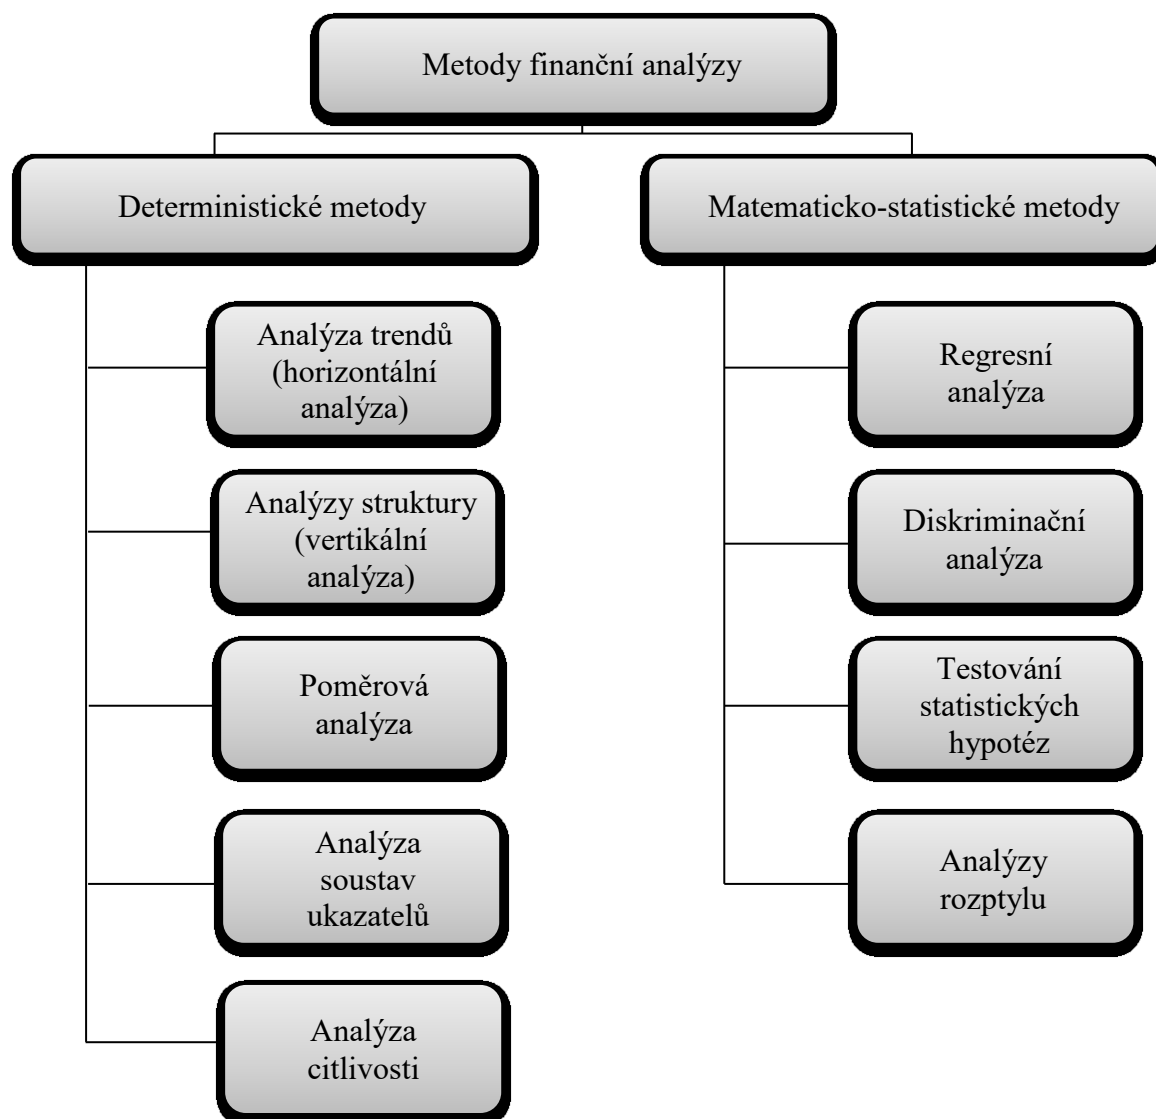 Metody finanční analýzy
Deterministické metody
Matematicko-statistické metody
Analýza trendů
(horizontální
analýza)
Analýzy struktury
(vertikální
analýza)
Poměrová
analýza
Analýza
soustav
ukazatelů
Analýza
citlivosti
Regresní
analýza
Diskriminační
analýza
Testování
statistických
hypotéz
Analýzy
rozptylu